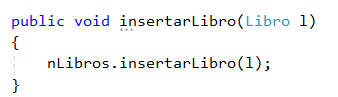 public void insertarLibro(Libro l)
{
    nLibros.insertarLibro(l);
}